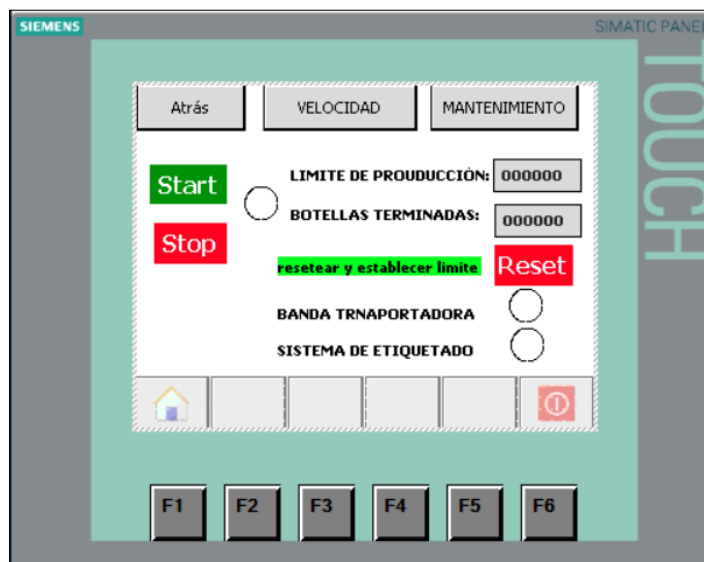 SIEMENS
SIMATIC PANEL
TOUCH
Atrás
VELOCIDAD
MANTENIMIENTO
Start
LIMITE DE PROUDUCCIÓN: 000000
BOTELLAS TERMINADAS: 000000
Stop
resetear y establecer limite
Reset
BANDA TRNAPORTADORA
SISTEMA DE ETIQUETADO
F1
F2
F3
F4
F5
F6